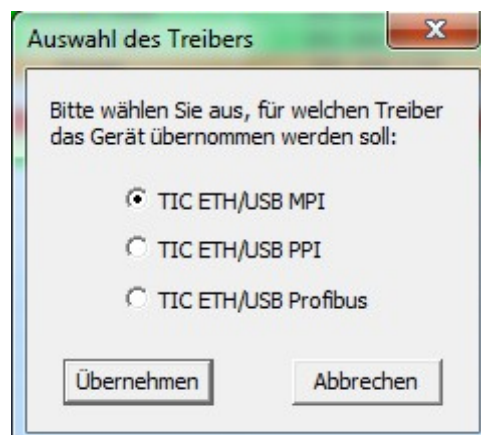 Auswahl des Treibers
Bitte wählen Sie aus, für welchen Treiber
das Gerät übernommen werden soll:
TIC ETH/USB MPI
TIC ETH/USB PPI
TIC ETH/USB Profibus
Übernehmen Abbrechen